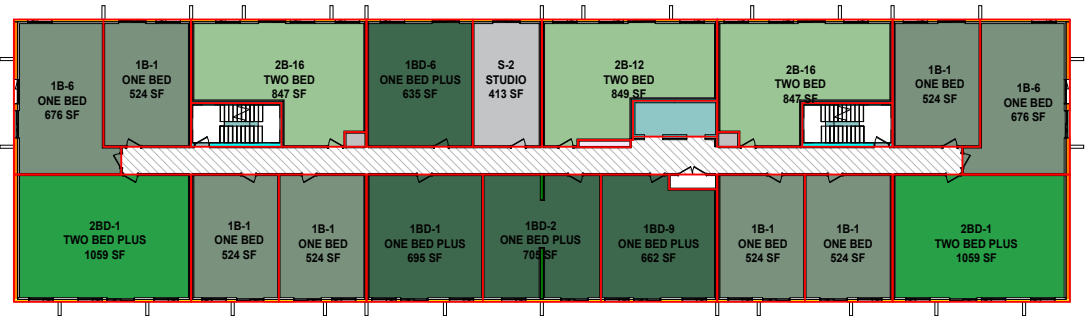 1B-6
ONE BED
676 SF
1B-1
ONE BED
524 SF
2B-16
TWO BED
847 SF
1BD-6
ONE BED PLUS
635 SF
S-2
STUDIO
413 SF
2B-12
TWO BED
849 SF
2B-16
TWO BED
847 SF
1B-1
ONE BED
524 SF
1B-6
ONE BED
676 SF
2BD-1
TWO BED PLUS
1059 SF
1B-1
ONE BED
524 SF
1B-1
ONE BED
524 SF
1BD-1
ONE BED PLUS
695 SF
1BD-2
ONE BED PLUS
705 SF
1BD-9
ONE BED PLUS
662 SF
1B-1
ONE BED
524 SF
1B-1
ONE BED
524 SF
2BD-1
TWO BED PLUS
1059 SF